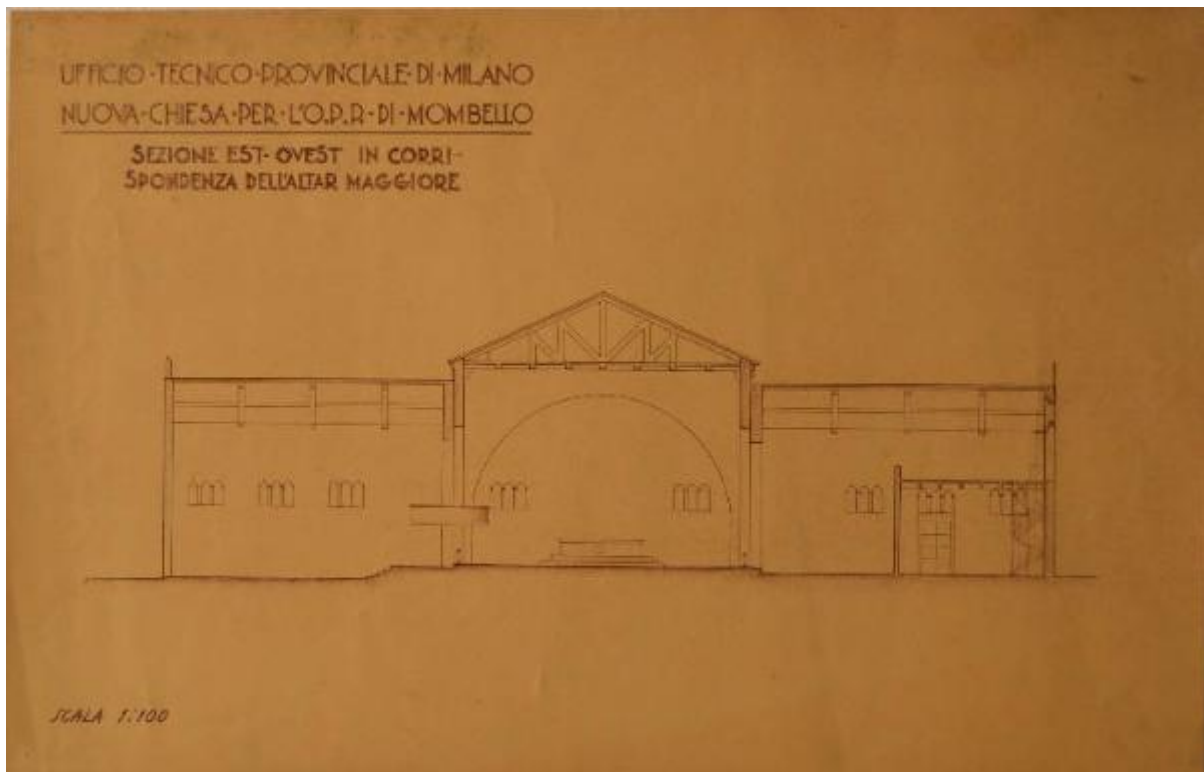 UFFICIO·TECNICO·PROVINCIALE·DI·MILANO
NUOVA·CHIESA·PER·L'O.P.R·DI·MOMBELLO
SEZIONE EST-OVEST IN CORRI-
SPONDENZA DELL'ALTAR MAGGIORE
SCALA 1:100